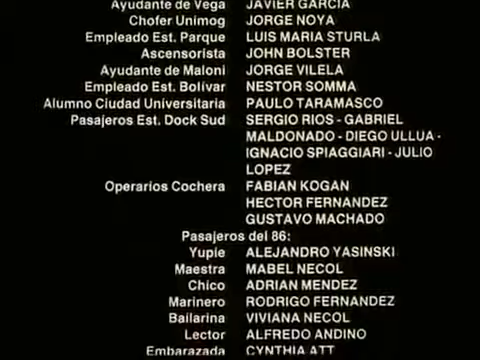 Ayudante de Vega JAVIER GARCIA
Chofer Unimog JORGE NOYA
Empleado Est. Parque LUIS MARIA STURLA
Ascensorista JOHN BOLSTER
Ayudante de Maloni JORGE VILELA
Empleado Est. Bolívar NESTOR SOMMA
Alumno Ciudad Universitaria PAULO TARAMASCO
Pasajeros Est. Dock Sud SERGIO RIOS - GABRIEL
MALDONADO - DIEGO ULLUA -
IGNACIO SPIAGGIARI - JULIO
LOPEZ
Operarios Cochera FABIAN KOGAN
HECTOR FERNANDEZ
GUSTAVO MACHADO
Pasajeros del 86:
Yupie ALEJANDRO YASINSKI
Maestra MABEL NECOL
Chico ADRIAN MENDEZ
Marinero RODRIGO FERNANDEZ
Bailarina VIVIANA NECOL
Lector ALFREDO ANDINO
Embarazada CYNTHIA ATT